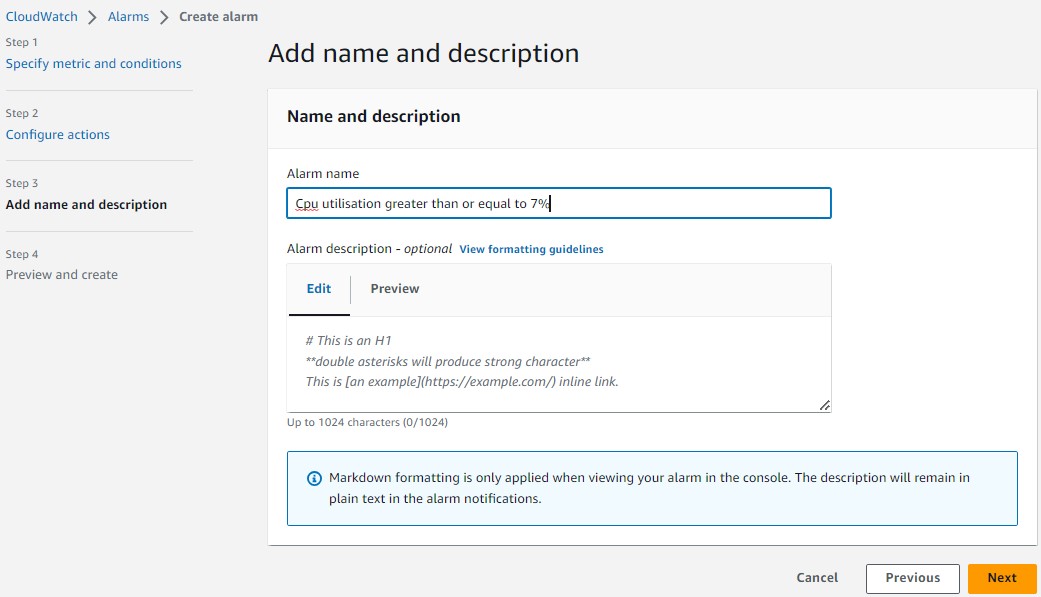 CloudWatch > Alarms > Create alarm
Step 1
Specify metric and conditions
Step 2
Configure actions
Step 3
Add name and description
Step 4
Preview and create
Add name and description
Name and description
Alarm name
Cpu utilisation greater than or equal to 7%
Alarm description - optional View formatting guidelines
Edit Preview
# This is an H1
**double asterisks will produce strong character**
This is [an example](https://example.com/) inline link.
Up to 1024 characters (0/1024)
Markdown formatting is only applied when viewing your alarm in the console. The description will remain in
plain text in the alarm notifications.
Cancel Previous Next